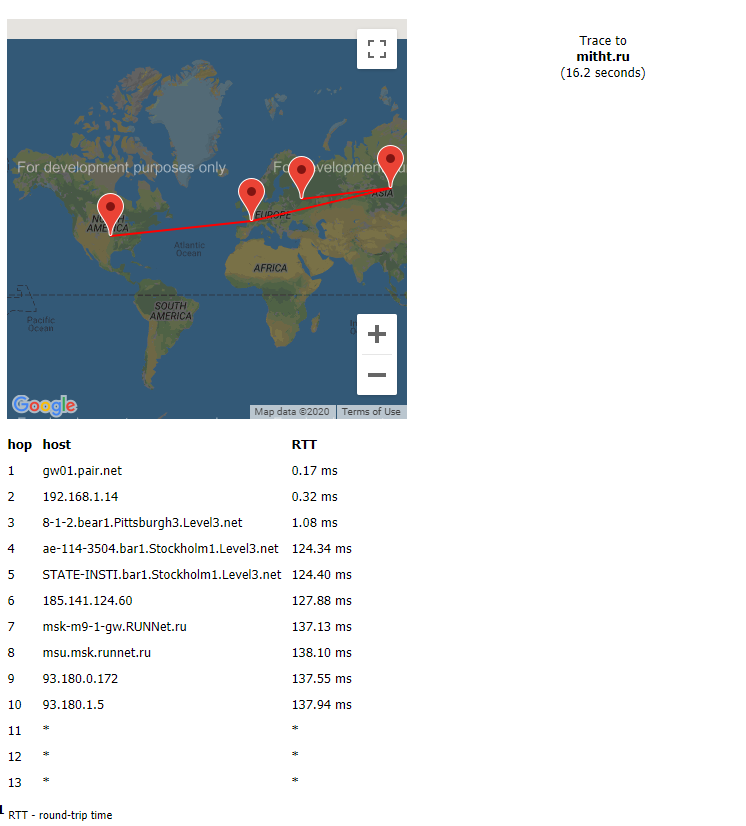 Trace to
mitht.ru
(16.2 seconds)
For development purposes only
NORTH
AMERICA
EUROPE
ASIA
Atlantic
Ocean
AFRICA
SOUTH
AMERICA
Pacific
Ocean
Google
Map data ©2020
Terms of Use
hop host RTT
1 gw01.pair.net 0.17 ms
2 192.168.1.14 0.32 ms
3 8-1-2.bear1.Pittsburgh3.Level3.net 1.08 ms
4 ae-114-3504.bar1.Stockholm1.Level3.net 124.34 ms
5 STATE-INSTI.bar1.Stockholm1.Level3.net 124.40 ms
6 185.141.124.60 127.88 ms
7 msk-m9-1-gw.RUNNet.ru 137.13 ms
8 msu.msk.runnet.ru 138.10 ms
9 93.180.0.172 137.55 ms
10 93.180.1.5 137.94 ms
11 * *
12 * *
13 * *
RTT - round-trip time